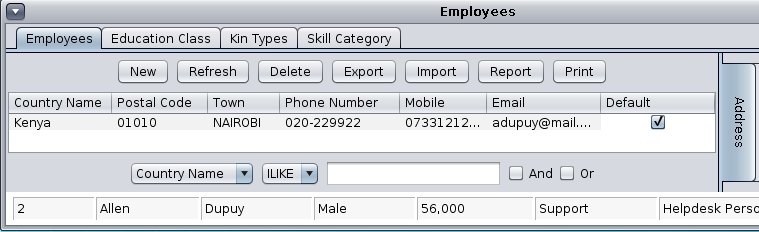 Employees
Employees Education Class Kin Types Skill Category
New Refresh Delete Export Import Report Print
Country Name Postal Code Town Phone Number Mobile Email Default
Kenya 01010 NAIROBI 020-229922 07331212... adupuy@mail....
Address
Country Name ILIKE And Or
2 Allen Dupuy Male 56,000 Support Helpdesk Perso